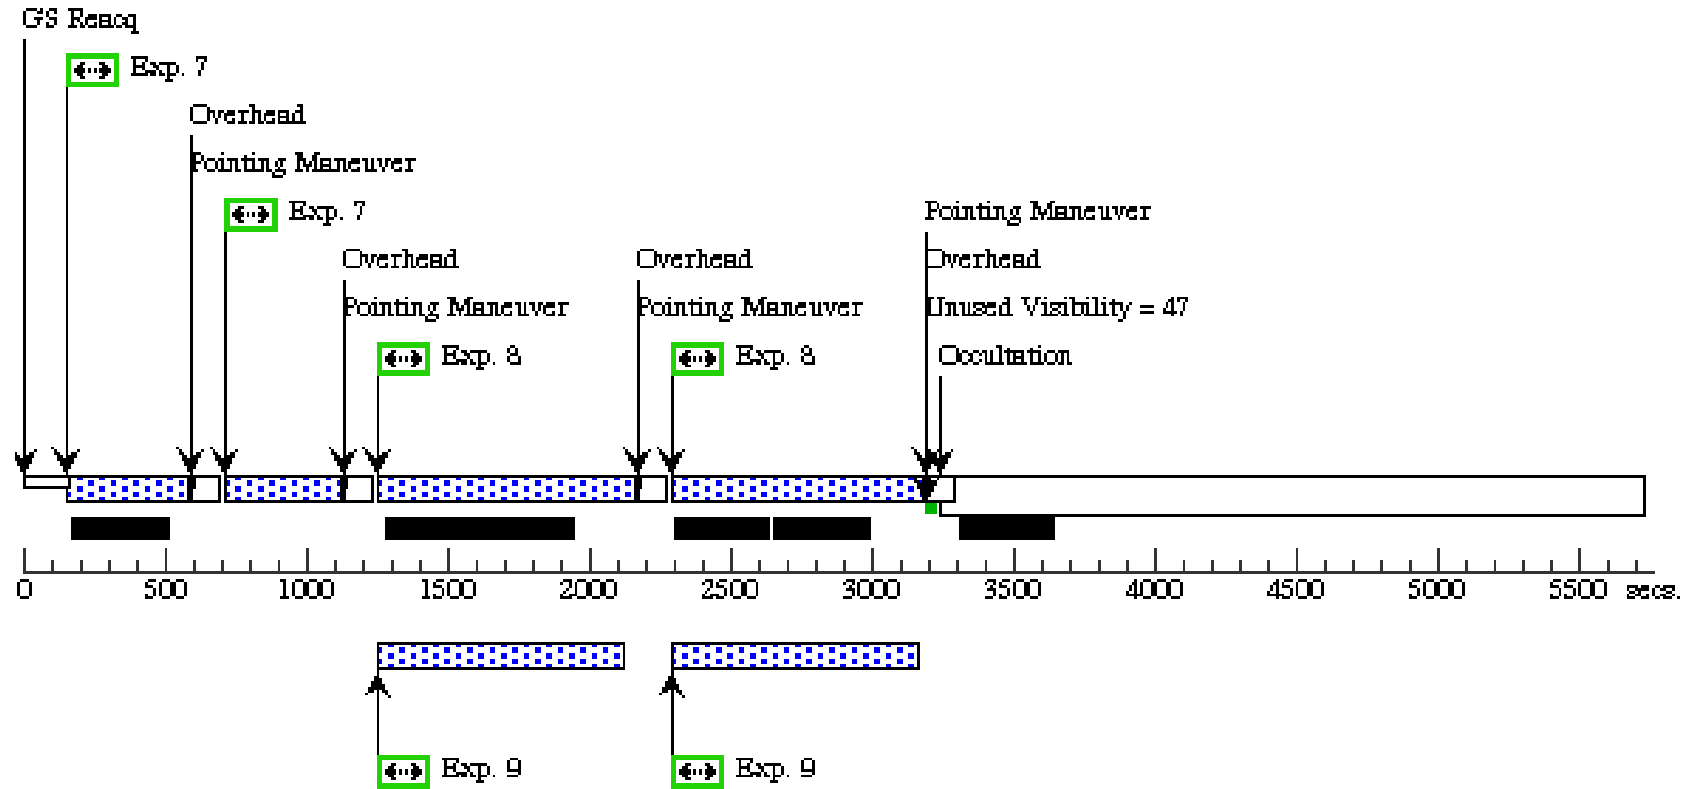 GS Reacq
Exp. 7
Overhead
Pointing Maneuver
Exp. 7
Pointing Maneuver
Overhead
Overhead
Overhead
Pointing Maneuver
Pointing Maneuver
Unused Visibility = 47
Exp. 8
Exp. 8
Occultation
0 500 1000 1500 2000 2500 3000 3500 4000 4500 5000 5500 secs.
Exp. 9
Exp. 9